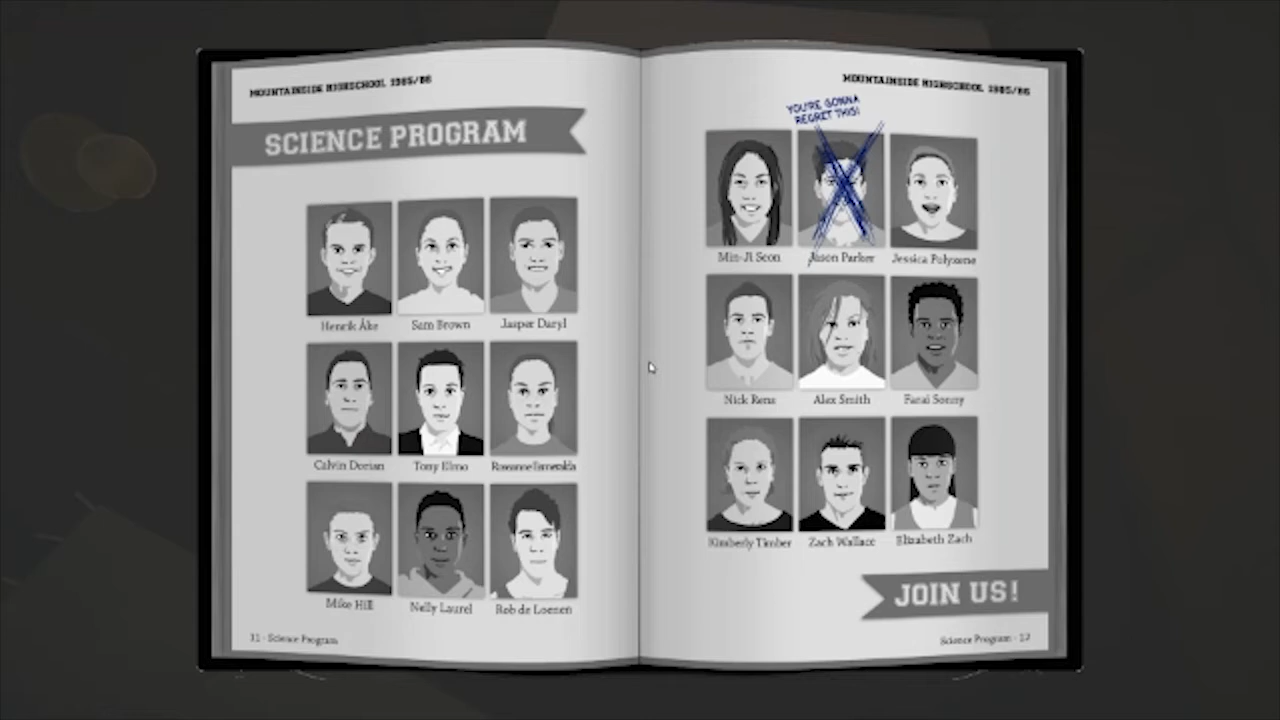 MOUNTAINSIDE HIGHSCHOOL 1985/86
SCIENCE PROGRAM
Henrik Åke
Sam Brown
Jasper Daryl
Calvin Dorian
Tony Elmo
Roseanne Esmeralda
Mike Hill
Nelly Laurel
Rob de Loenen
11 - Science Program
MOUNTAINSIDE HIGHSCHOOL 1985/86
YOU'RE GONNA
REGRET THIS!
Min-Ji Seon
Jason Parker
Jessica Polyxene
Nick Rens
Alex Smith
Farai Sonny
Kimberly Timber
Zach Wallace
Elizabeth Zach
JOIN US!
Science Program - 12